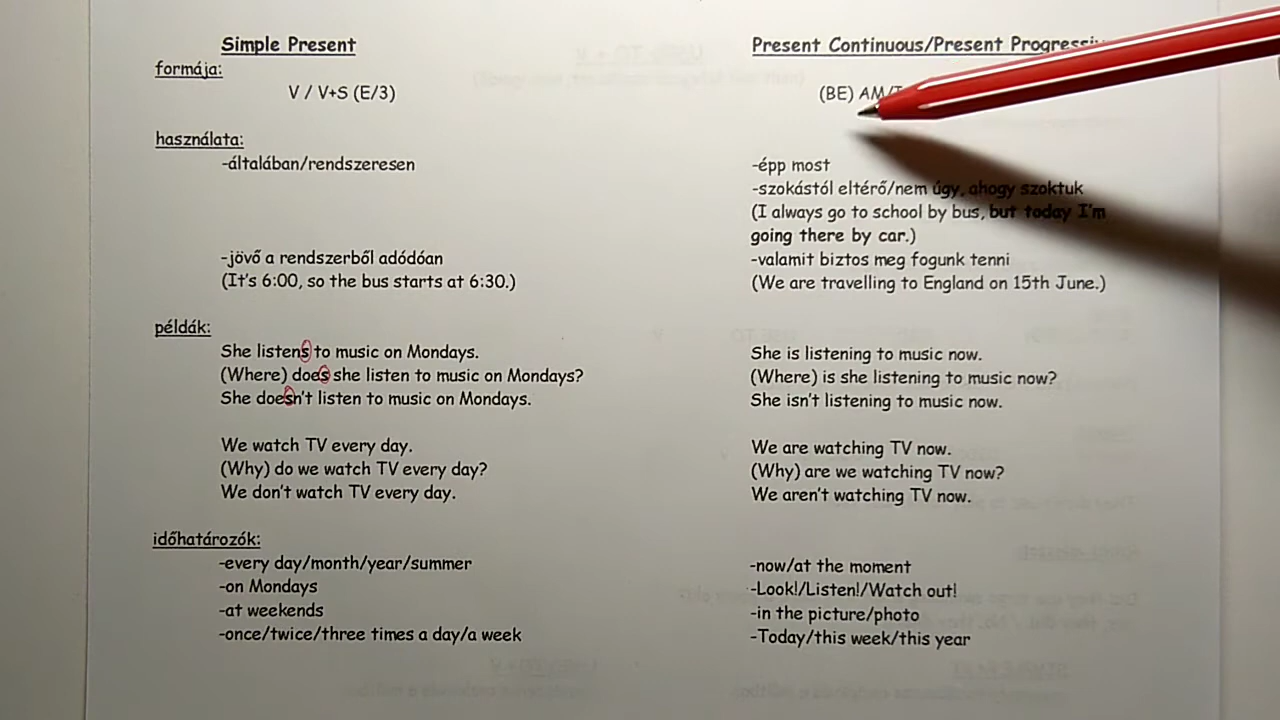 Simple Present
formája:
V / V+S (E/3)
használata:
-általában/rendszeresen
-jövő a rendszerből adódóan
(It's 6:00, so the bus starts at 6:30.)
példák:
She listens to music on Mondays.
(Where) does she listen to music on Mondays?
She doesn't listen to music on Mondays.
We watch TV every day.
(Why) do we watch TV every day?
We don't watch TV every day.
időhatározók:
-every day/month/year/summer
-on Mondays
-at weekends
-once/twice/three times a day/a week
Present Continuous/Present
(BE)
-épp most
-szokástól eltérő/nem úgy, ahogy szoktuk
(I always go to school by bus, but today I'm
going there by car.)
-valamit biztos meg fogunk tenni
(We are travelling to England on 15th June.)
She is listening to music now.
(Where) is she listening to music now?
She isn't listening to music now.
We are watching TV now.
(Why) are we watching TV now?
We aren't watching TV now.
-now/at the moment
-Look!/Listen!/Watch out!
-in the picture/photo
-Today/this week/this year